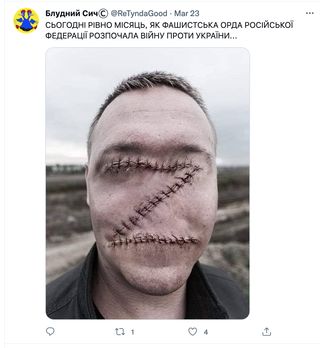 Блудний Сич© @ReTyndaGood · Mar 23
СЬОГОДНІ РІВНО МІСЯЦЬ, ЯК ФАШИСТСЬКА ОРДА РОСІЙСЬКОЇ
ФЕДЕРАЦІЇ РОЗПОЧАЛА ВІЙНУ ПРОТИ УКРАЇНИ...
1
4